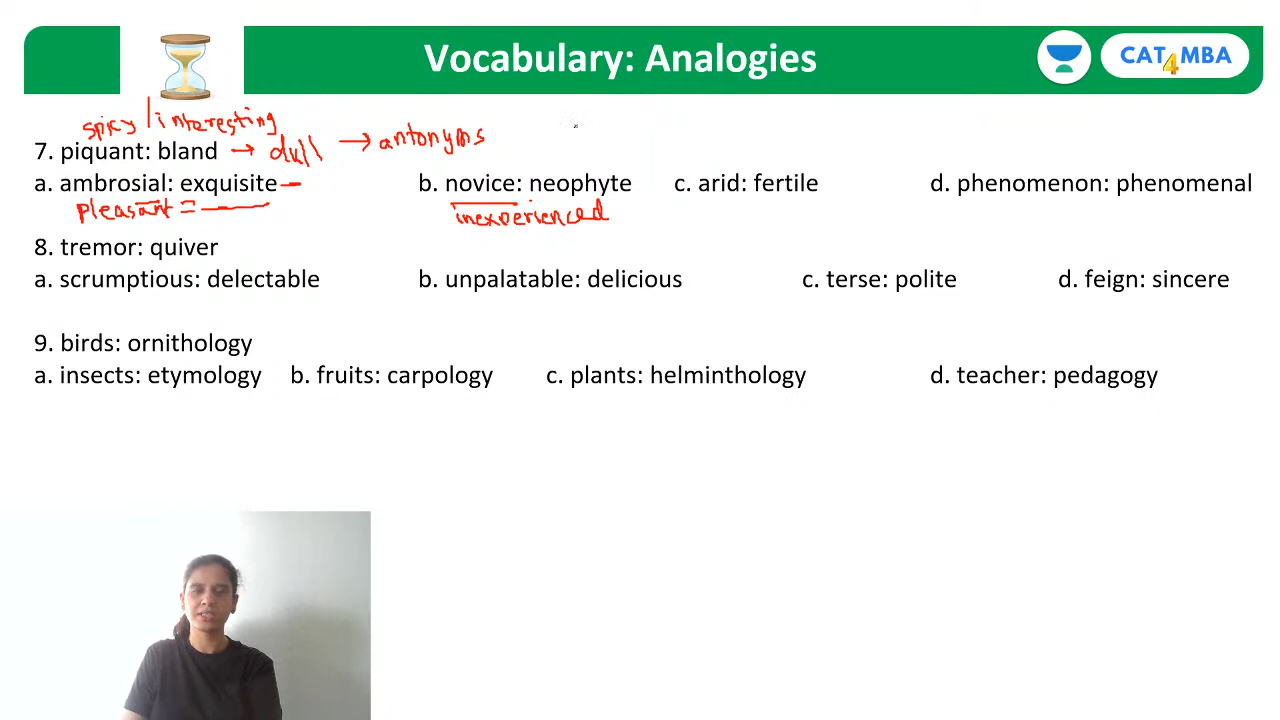 Vocabulary: Analogies
CAT4MBA
spicy / interesting
7. piquant: bland → dull → antonyms
a. ambrosial: exquisite b. novice: neophyte c. arid: fertile d. phenomenon: phenomenal
pleasant = inexperienced
8. tremor: quiver
a. scrumptious: delectable b. unpalatable: delicious c. terse: polite d. feign: sincere
9. birds: ornithology
a. insects: etymology b. fruits: carpology c. plants: helminthology d. teacher: pedagogy